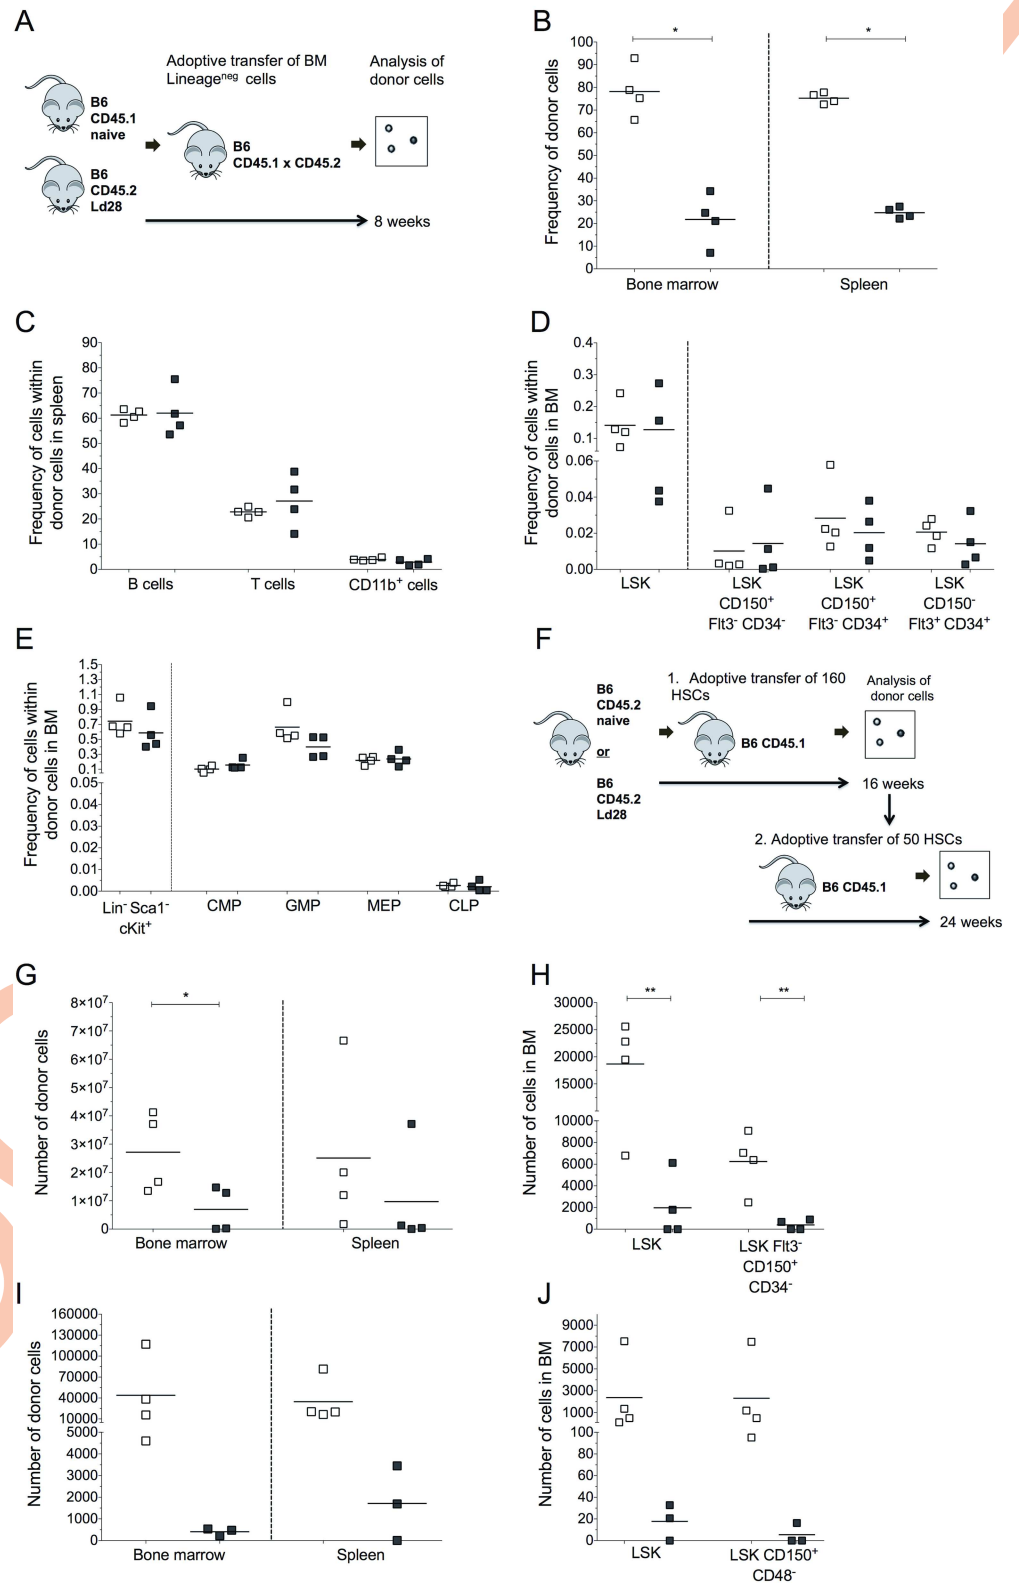 A
Adoptive transfer of BM
Lineageneg cells
Analysis of
donor cells
B6
CD45.1
naive
B6
CD45.1 x CD45.2
B6
CD45.2
Ld28
8 weeks
B
Frequency of donor cells
100
90
80
70
60
50
40
30
20
10
0
*
*
Bone marrow
Spleen
C
Frequency of cells within
donor cells in spleen
90
80
70
60
50
40
30
20
10
0
B cells
T cells
CD11b⁺ cells
D
Frequency of cells within
donor cells in BM
0.4
0.3
0.2
0.1
0.06
0.04
0.02
0.00
LSK
LSK
CD150⁺
Flt3⁻ CD34⁻
LSK
CD150⁺
Flt3⁻ CD34⁺
LSK
CD150⁻
Flt3⁺ CD34⁺
E
Frequency of cells within
donor cells in BM
1.5
1.3
1.1
0.9
0.7
0.5
0.3
0.1
0.05
0.04
0.03
0.02
0.01
0.00
Lin⁻ Sca1⁻
cKit⁺
CMP
GMP
MEP
CLP
F
1. Adoptive transfer of 160
HSCs
Analysis of
donor cells
B6
CD45.2
naive
or
B6
CD45.2
Ld28
B6 CD45.1
16 weeks
2. Adoptive transfer of 50 HSCs
B6 CD45.1
24 weeks
G
Number of donor cells
8×10⁷
7×10⁷
6×10⁷
5×10⁷
4×10⁷
3×10⁷
2×10⁷
1×10⁷
0
*
Bone marrow
Spleen
H
Number of cells in BM
30000
25000
20000
15000
10000
8000
6000
4000
2000
0
**
**
LSK
LSK Flt3⁻
CD150⁺
CD34⁻
I
Number of donor cells
160000
130000
100000
70000
40000
10000
5000
4000
3000
2000
1000
0
Bone marrow
Spleen
J
Number of cells in BM
9000
7000
5000
3000
1000
100
80
60
40
20
0
LSK
LSK CD150⁺
CD48⁻